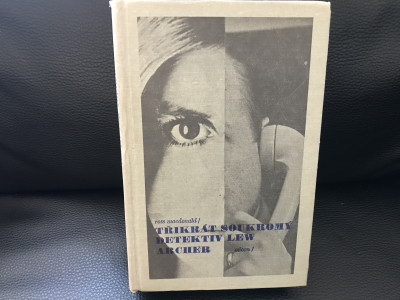 ross macdonald /
TŘIKRÁT SOUKROMÝ
DETEKTIV LEW
ARCHER